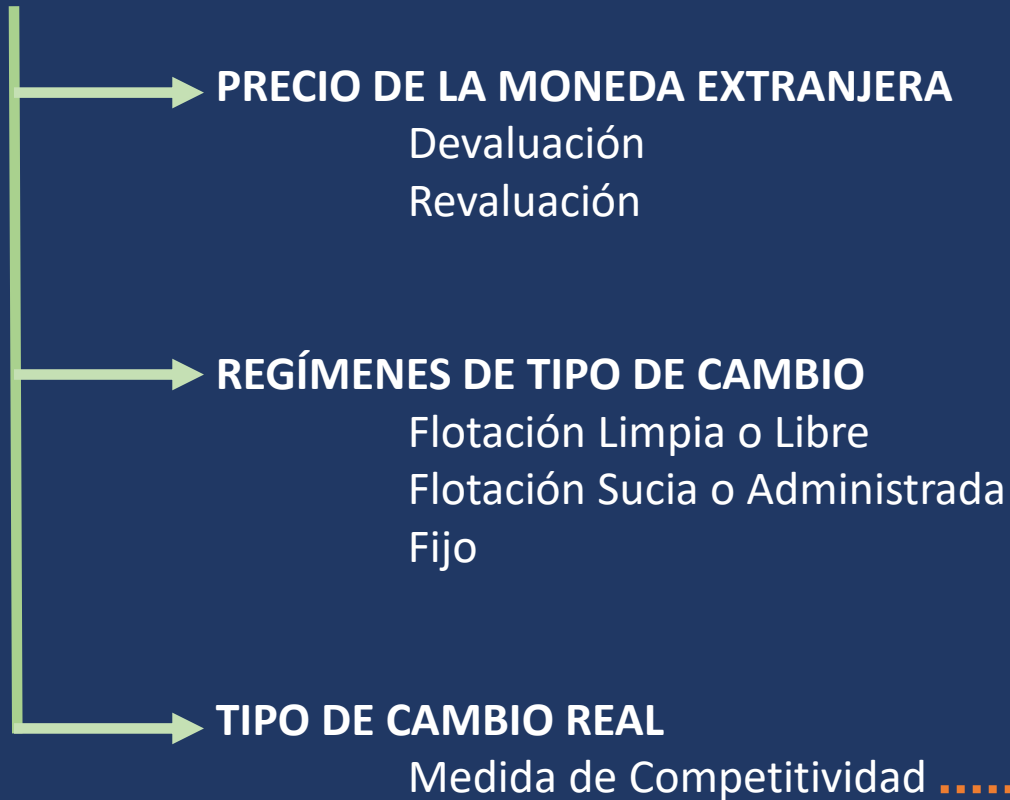 PRECIO DE LA MONEDA EXTRANJERA
Devaluación
Revaluación
REGÍMENES DE TIPO DE CAMBIO
Flotación Limpia o Libre
Flotación Sucia o Administrada
Fijo
TIPO DE CAMBIO REAL
Medida de Competitividad .....